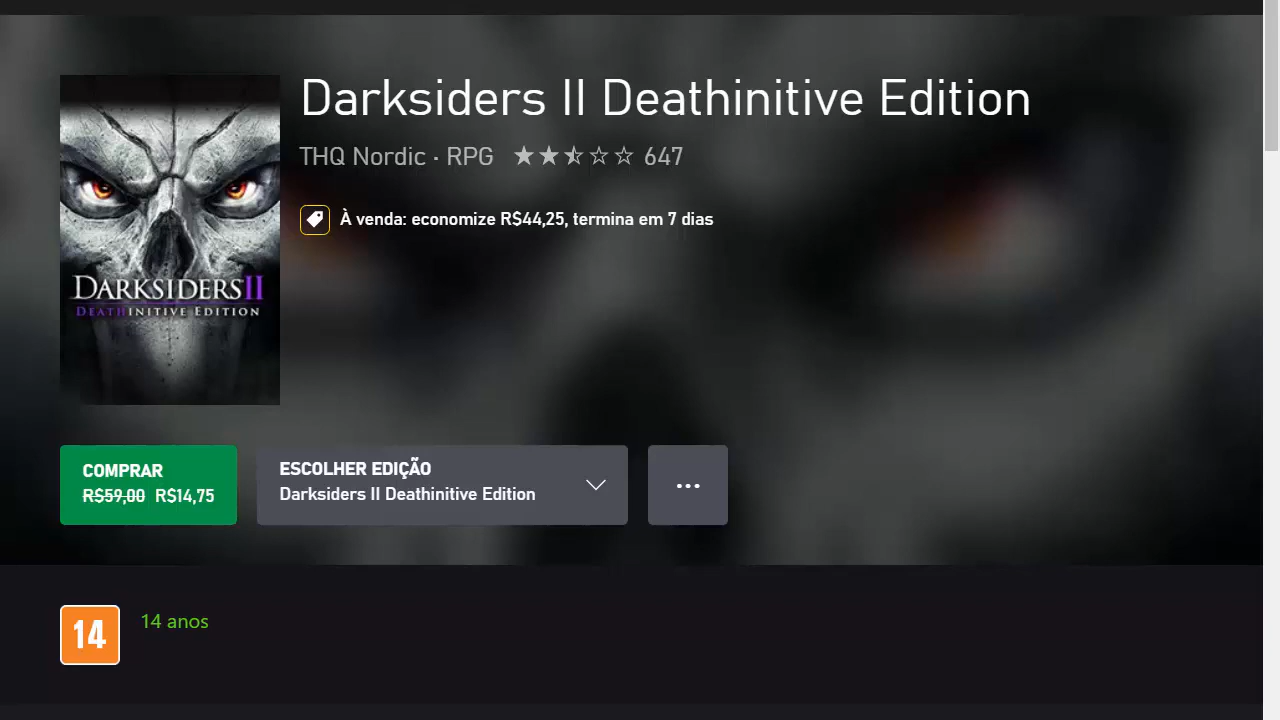 Darksiders II Deathinitive Edition
THQ Nordic · RPG ★★⯪☆☆ 647
À venda: economize R$44,25, termina em 7 dias
DARKSIDERS II
DEATHINITIVE EDITION
COMPRAR
R$59,00 R$14,75
ESCOLHER EDIÇÃO
Darksiders II Deathinitive Edition
14
14 anos